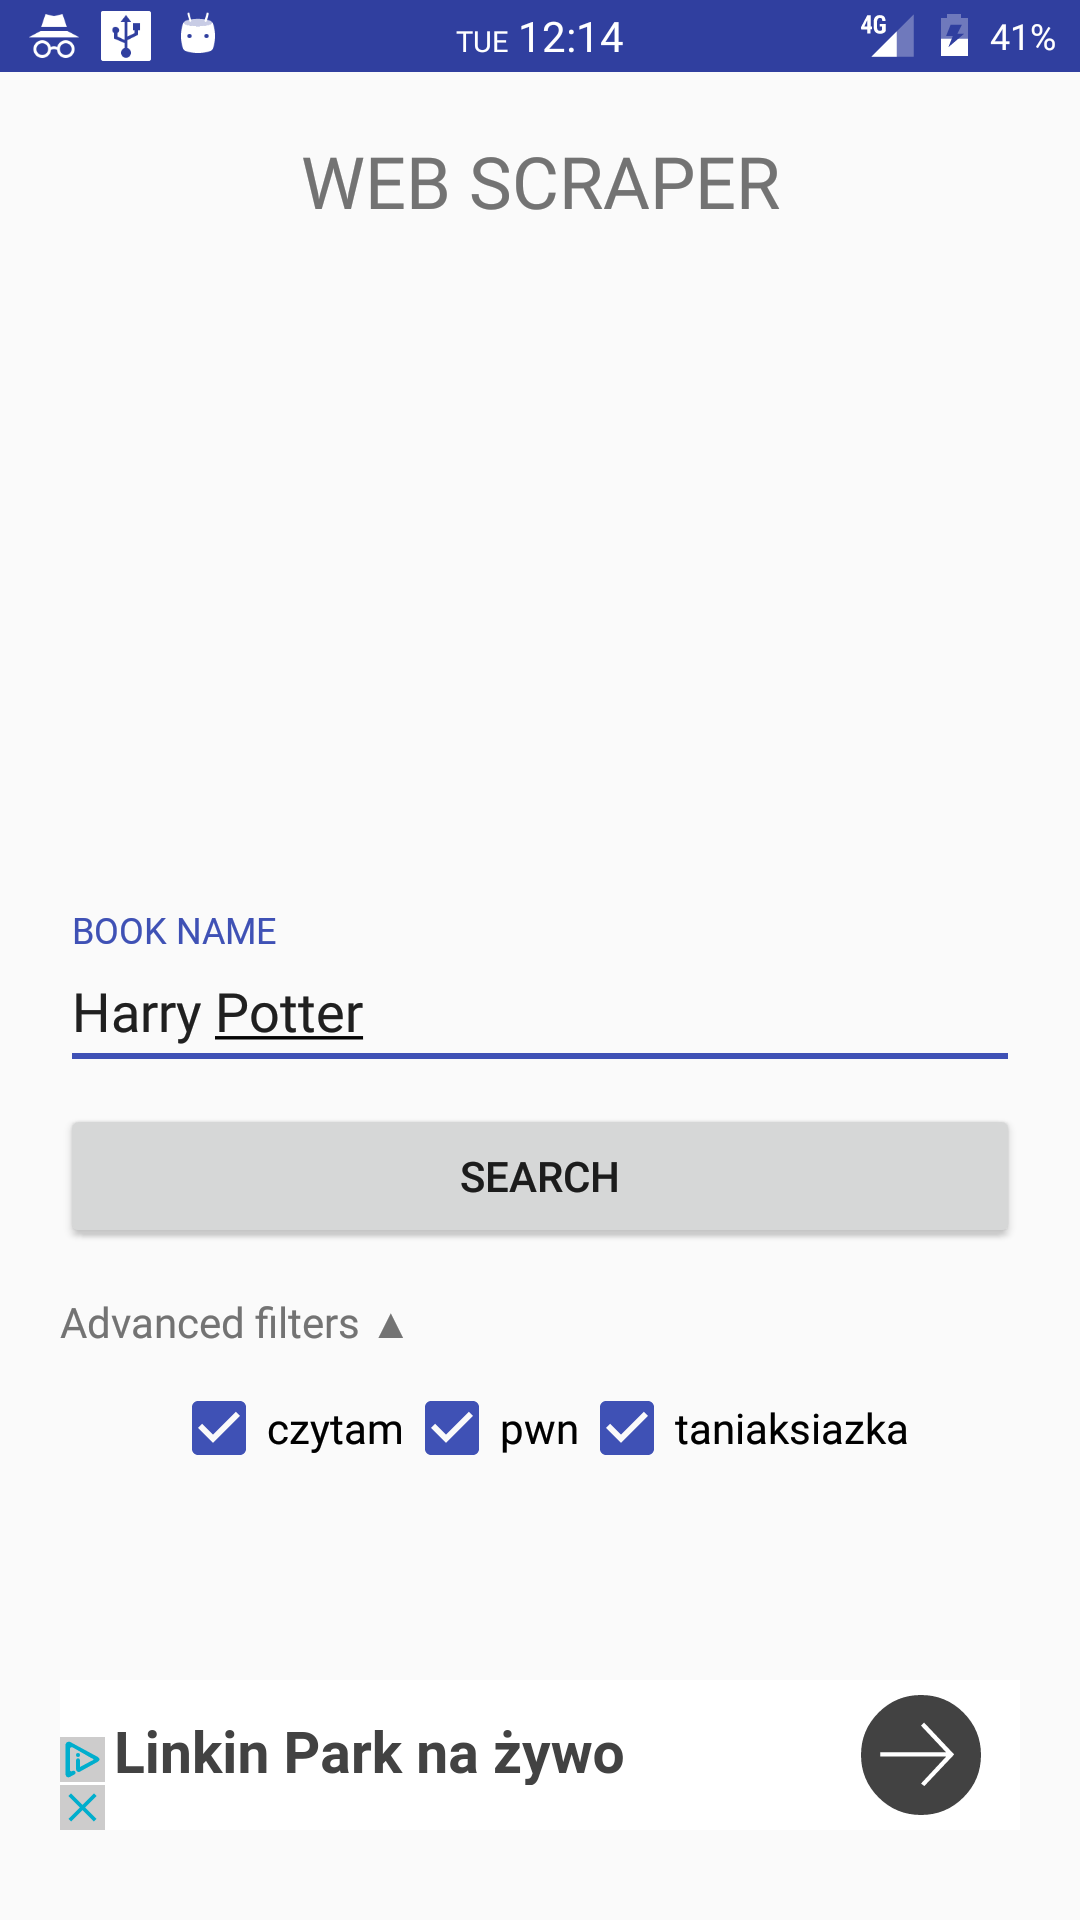 TUE 12:14 4G 41%
WEB SCRAPER
BOOK NAME
Harry Potter
SEARCH
Advanced filters ▲
czytam pwn taniaksiazka
Linkin Park na żywo